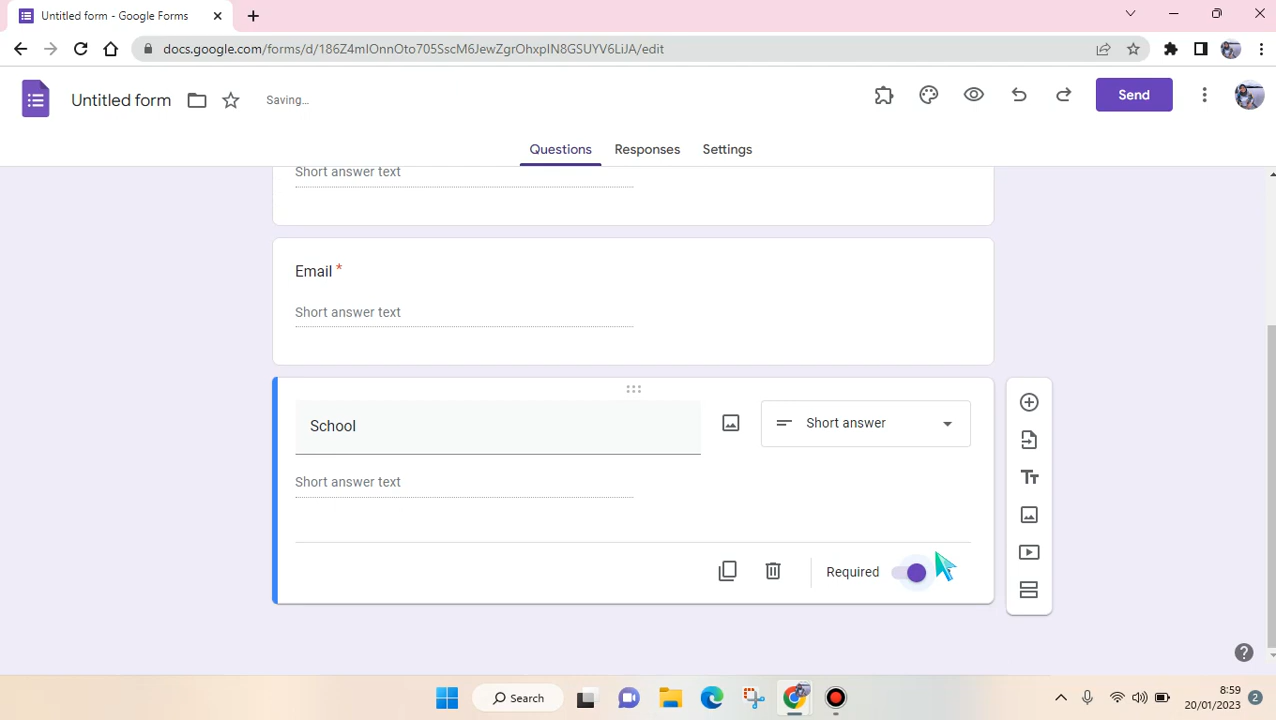 Untitled form - Google Forms
docs.google.com/forms/d/186Z4mIOnnOto705SscM6JewZgrOhxpIN8GSUYV6LiJA/edit
Untitled form
Saving...
Send
Questions
Responses
Settings
Short answer text
Email *
Short answer text
School
Short answer
Short answer text
Required
Search
8:59
20/01/2023
2